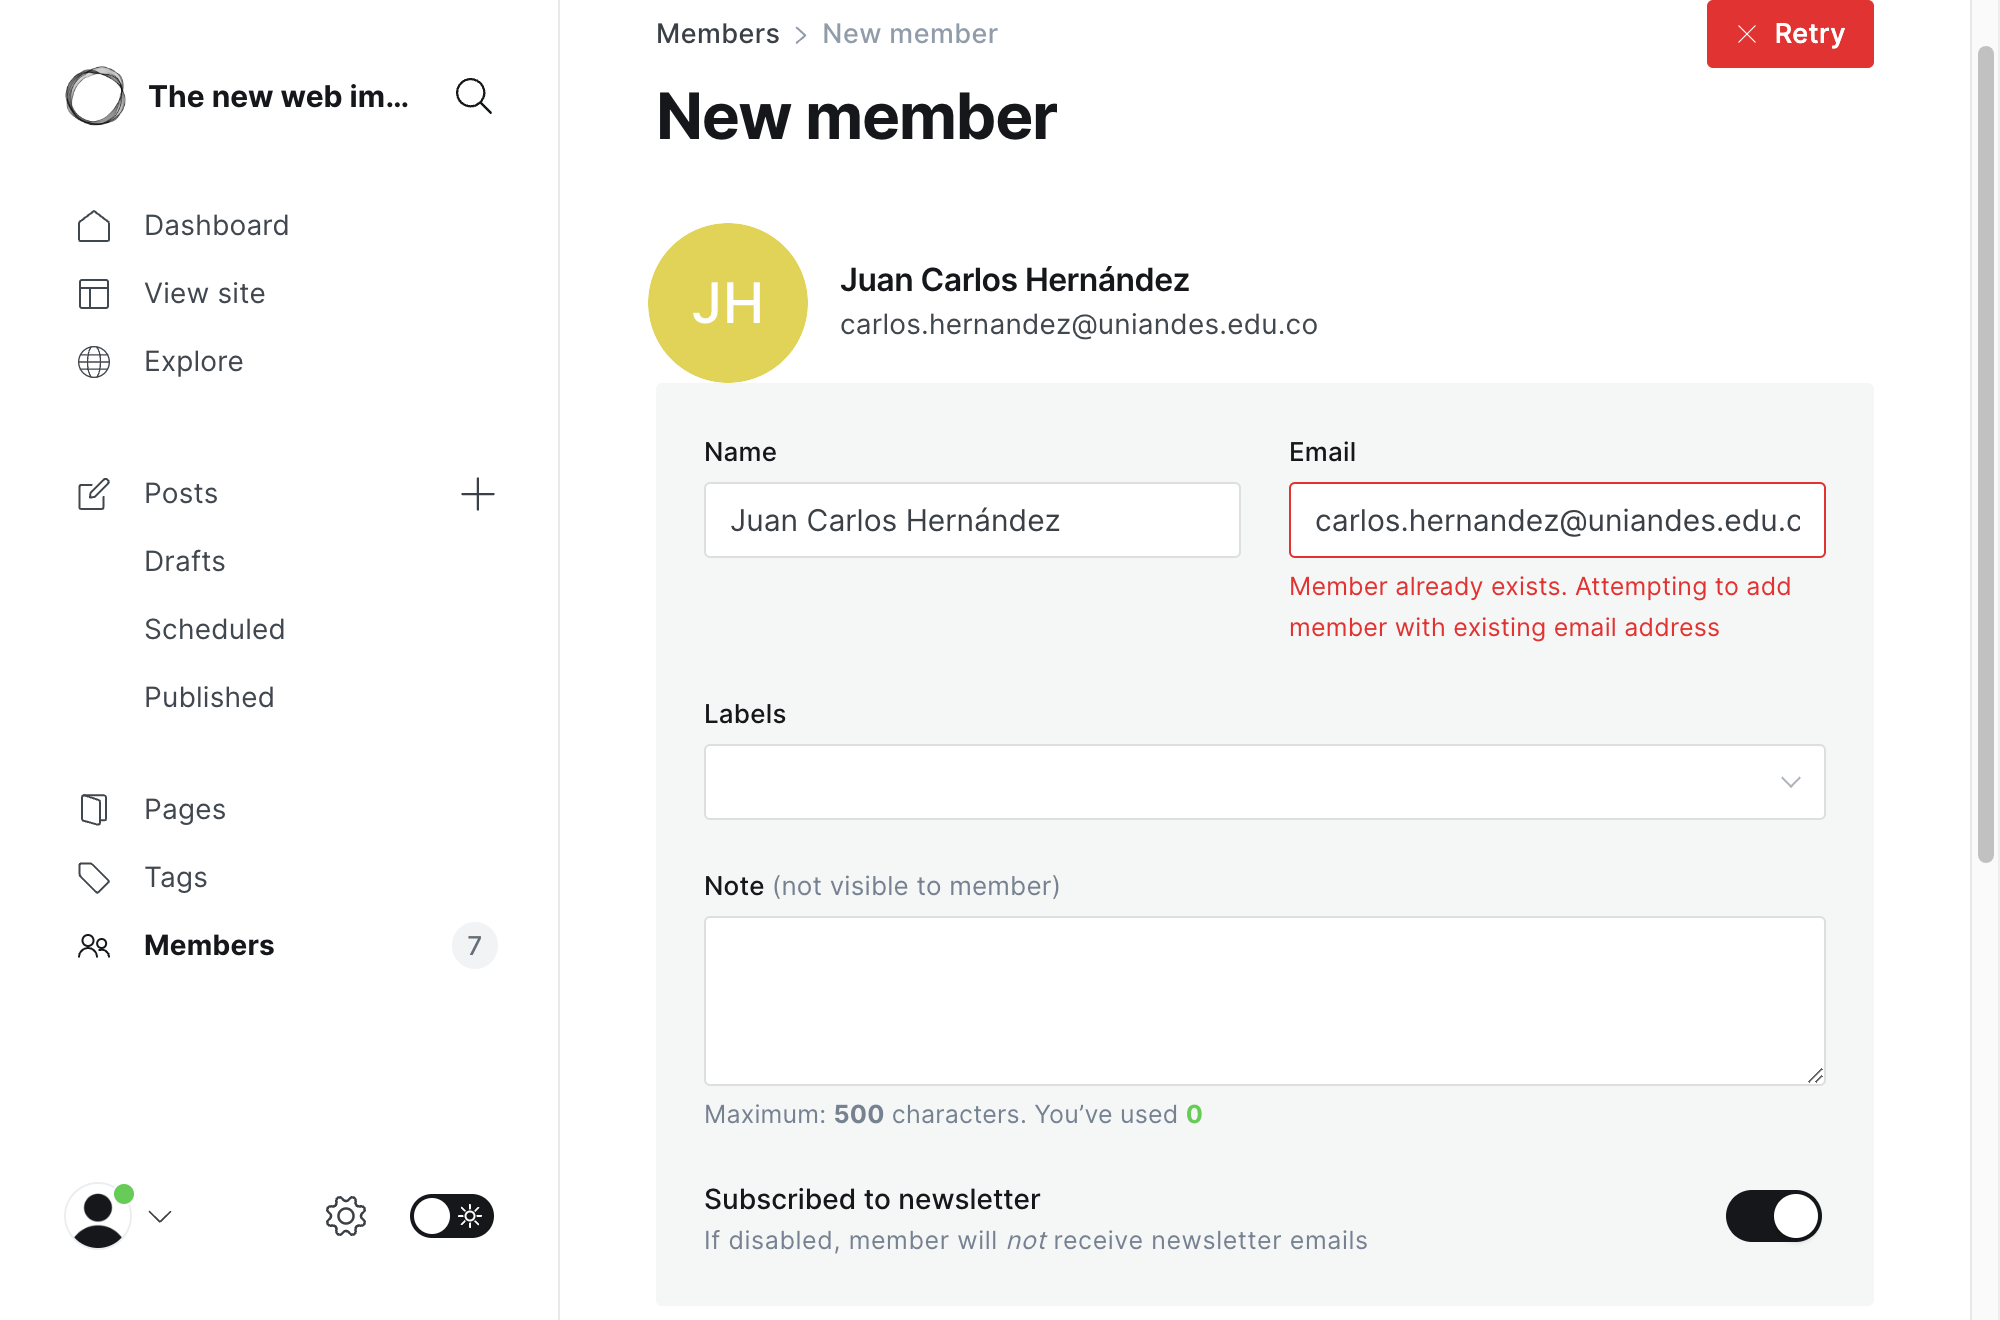 The new web im...
Dashboard
View site
Explore
Posts
Drafts
Scheduled
Published
Pages
Tags
Members
7
Members > New member
Retry
New member
JH
Juan Carlos Hernández
carlos.hernandez@uniandes.edu.co
Name
Juan Carlos Hernández
Email
carlos.hernandez@uniandes.edu.c
Member already exists. Attempting to add
member with existing email address
Labels
Note (not visible to member)
Maximum: 500 characters. You’ve used 0
Subscribed to newsletter
If disabled, member will not receive newsletter emails